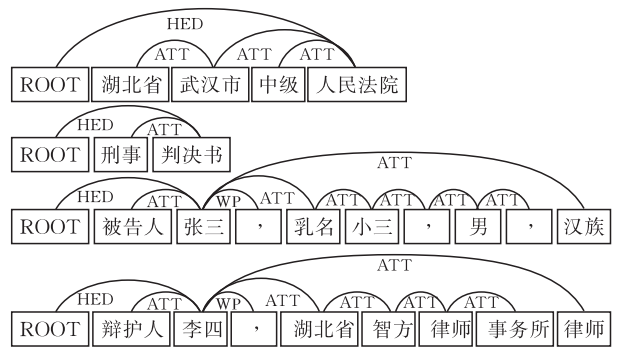 HED
ATT ATT ATT
ROOT 湖北省 武汉市 中级 人民法院
HED ATT
ROOT 刑事 判决书
ATT
HED ATT WP ATT ATT ATT ATT ATT
ROOT 被告人 张三 , 乳名 小三 , 男 , 汉族
ATT
HED ATT WP ATT ATT ATT ATT
ROOT 辩护人 李四 , 湖北省 智方 律师 事务所 律师